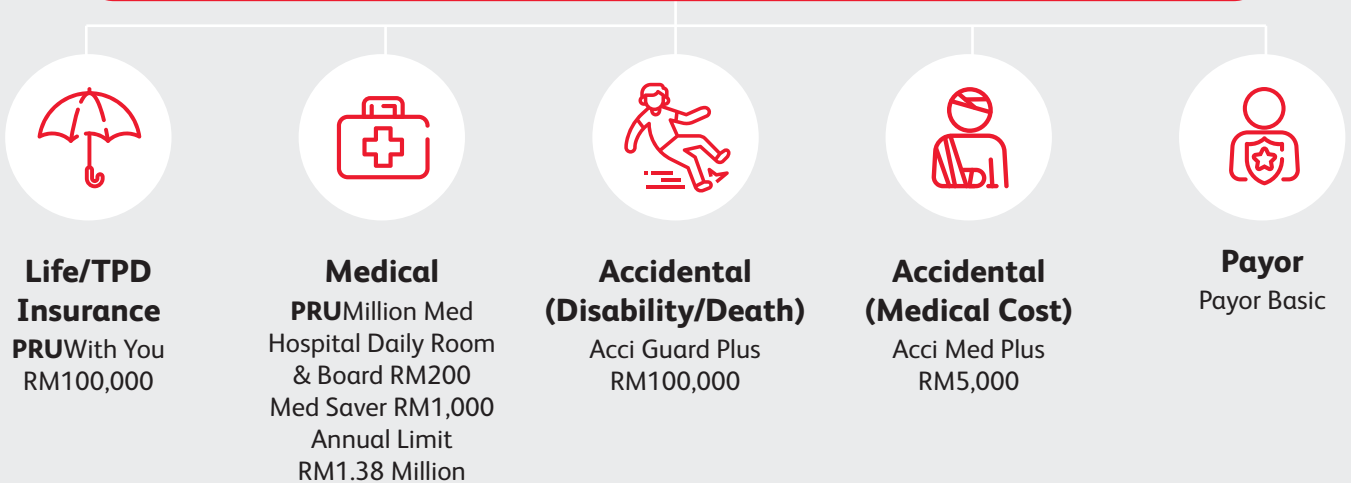 Life/TPD
Insurance
PRUWith You
RM100,000
Medical
PRUMillion Med
Hospital Daily Room
& Board RM200
Med Saver RM1,000
Annual Limit
RM1.38 Million
Accidental
(Disability/Death)
Acci Guard Plus
RM100,000
Accidental
(Medical Cost)
Acci Med Plus
RM5,000
Payor
Payor Basic